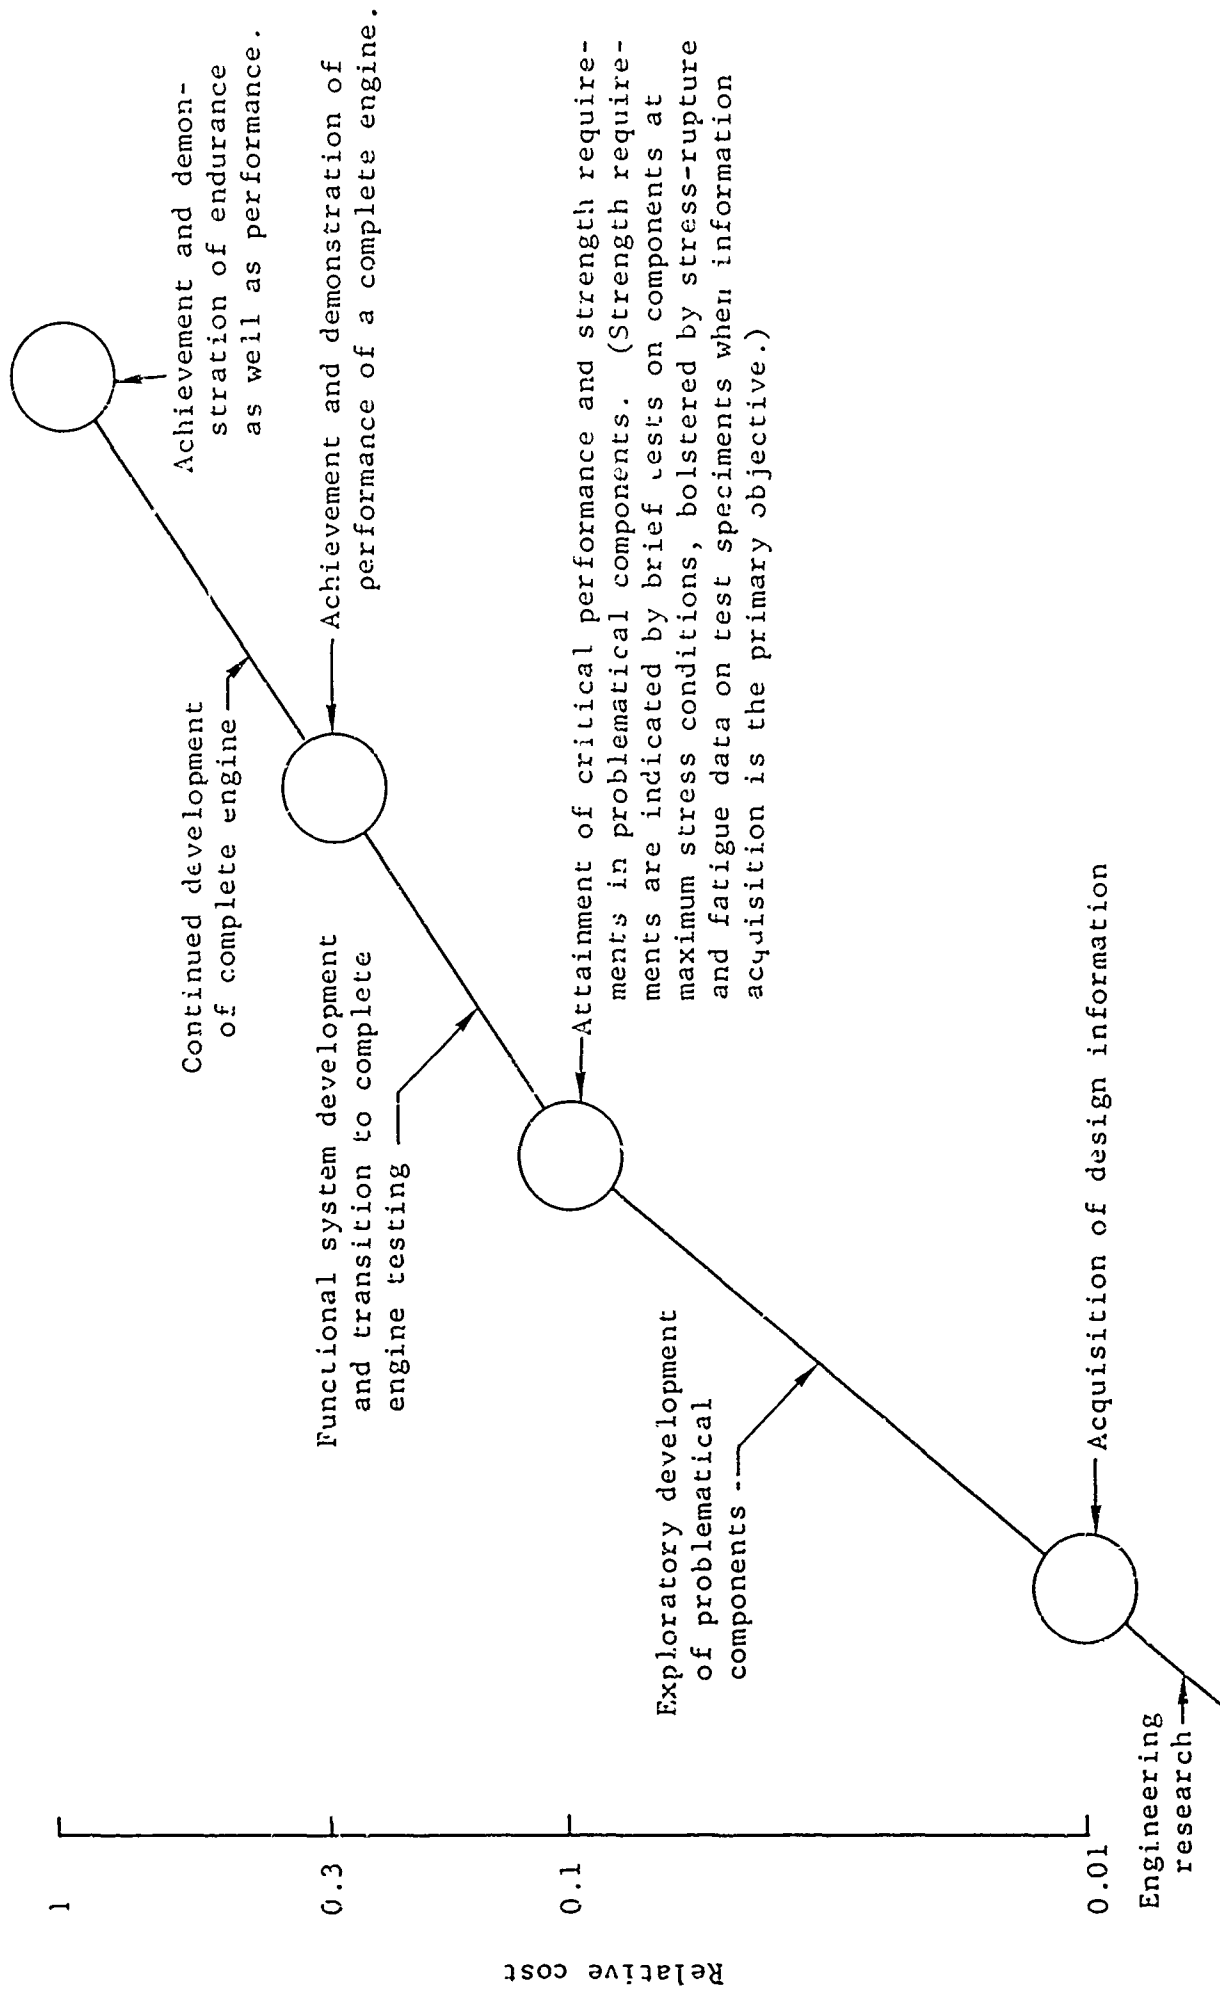 Relative cost
1
0.3
0.1
0.01
Achievement and demon-
stration of endurance
as well as performance.
Continued development
of complete engine
Achievement and demonstration of
performance of a complete engine.
Functional system development
and transition to complete
engine testing
Attainment of critical performance and strength require-
ments in problematical components. (Strength require-
ments are indicated by brief tests on components at
maximum stress conditions, bolstered by stress-rupture
and fatigue data on test speciments when information
acquisition is the primary objective.)
Exploratory development
of problematical
components
Acquisition of design information
Engineering
research